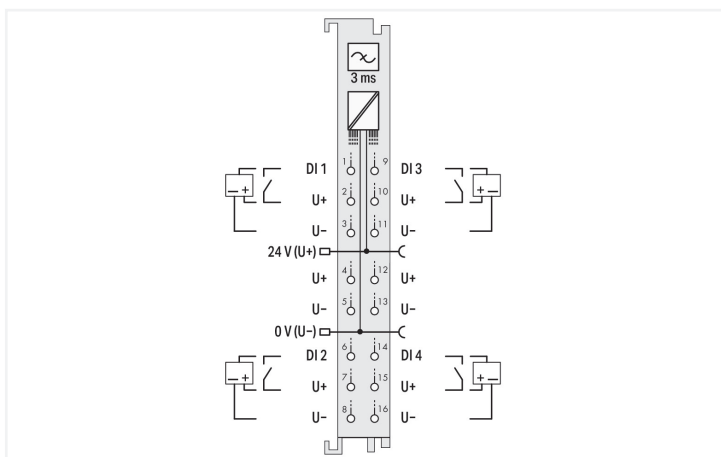 3 ms
DI 1 1 9 DI 3
− + − +
U+ 2 10 U+
U− 3 11 U−
24 V (U+)
U+ 4 12 U+
U− 5 13 U−
0 V (U−)
DI 2 6 14 DI 4
− + − +
U+ 7 15 U+
U− 8 16 U−